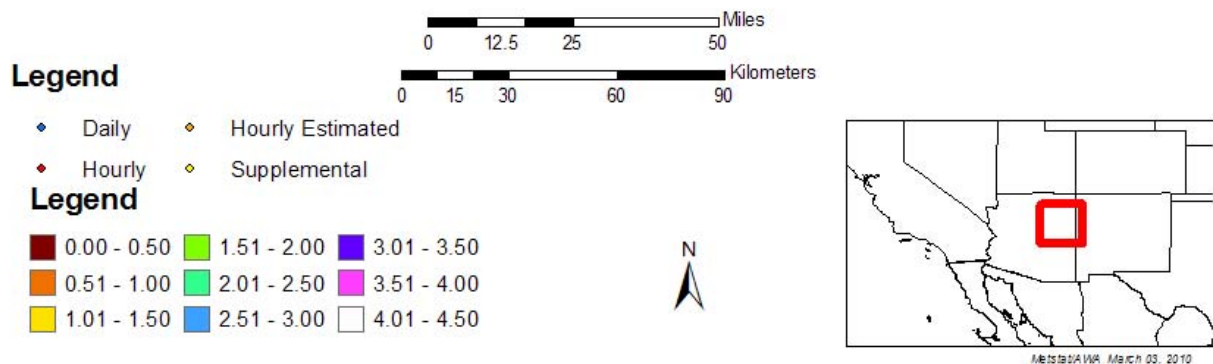 Miles
0 12.5 25 50
Kilometers
0 15 30 60 90
Legend
Daily Hourly Estimated
Hourly Supplemental
Legend
0.00 - 0.50 1.51 - 2.00 3.01 - 3.50
0.51 - 1.00 2.01 - 2.50 3.51 - 4.00
1.01 - 1.50 2.51 - 3.00 4.01 - 4.50
N
Metstat/AWA March 03, 2010